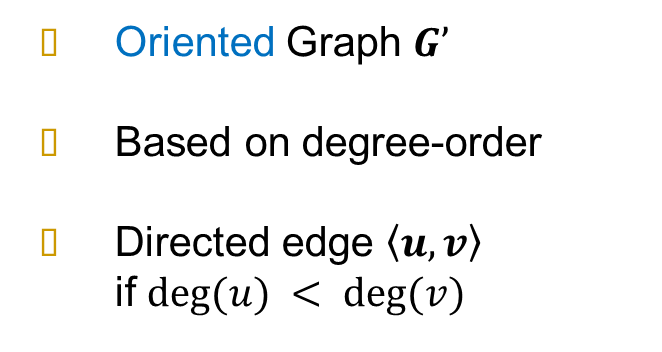 Oriented Graph G’
Based on degree-order
Directed edge ⟨u, v⟩
if deg(u) < deg(v)